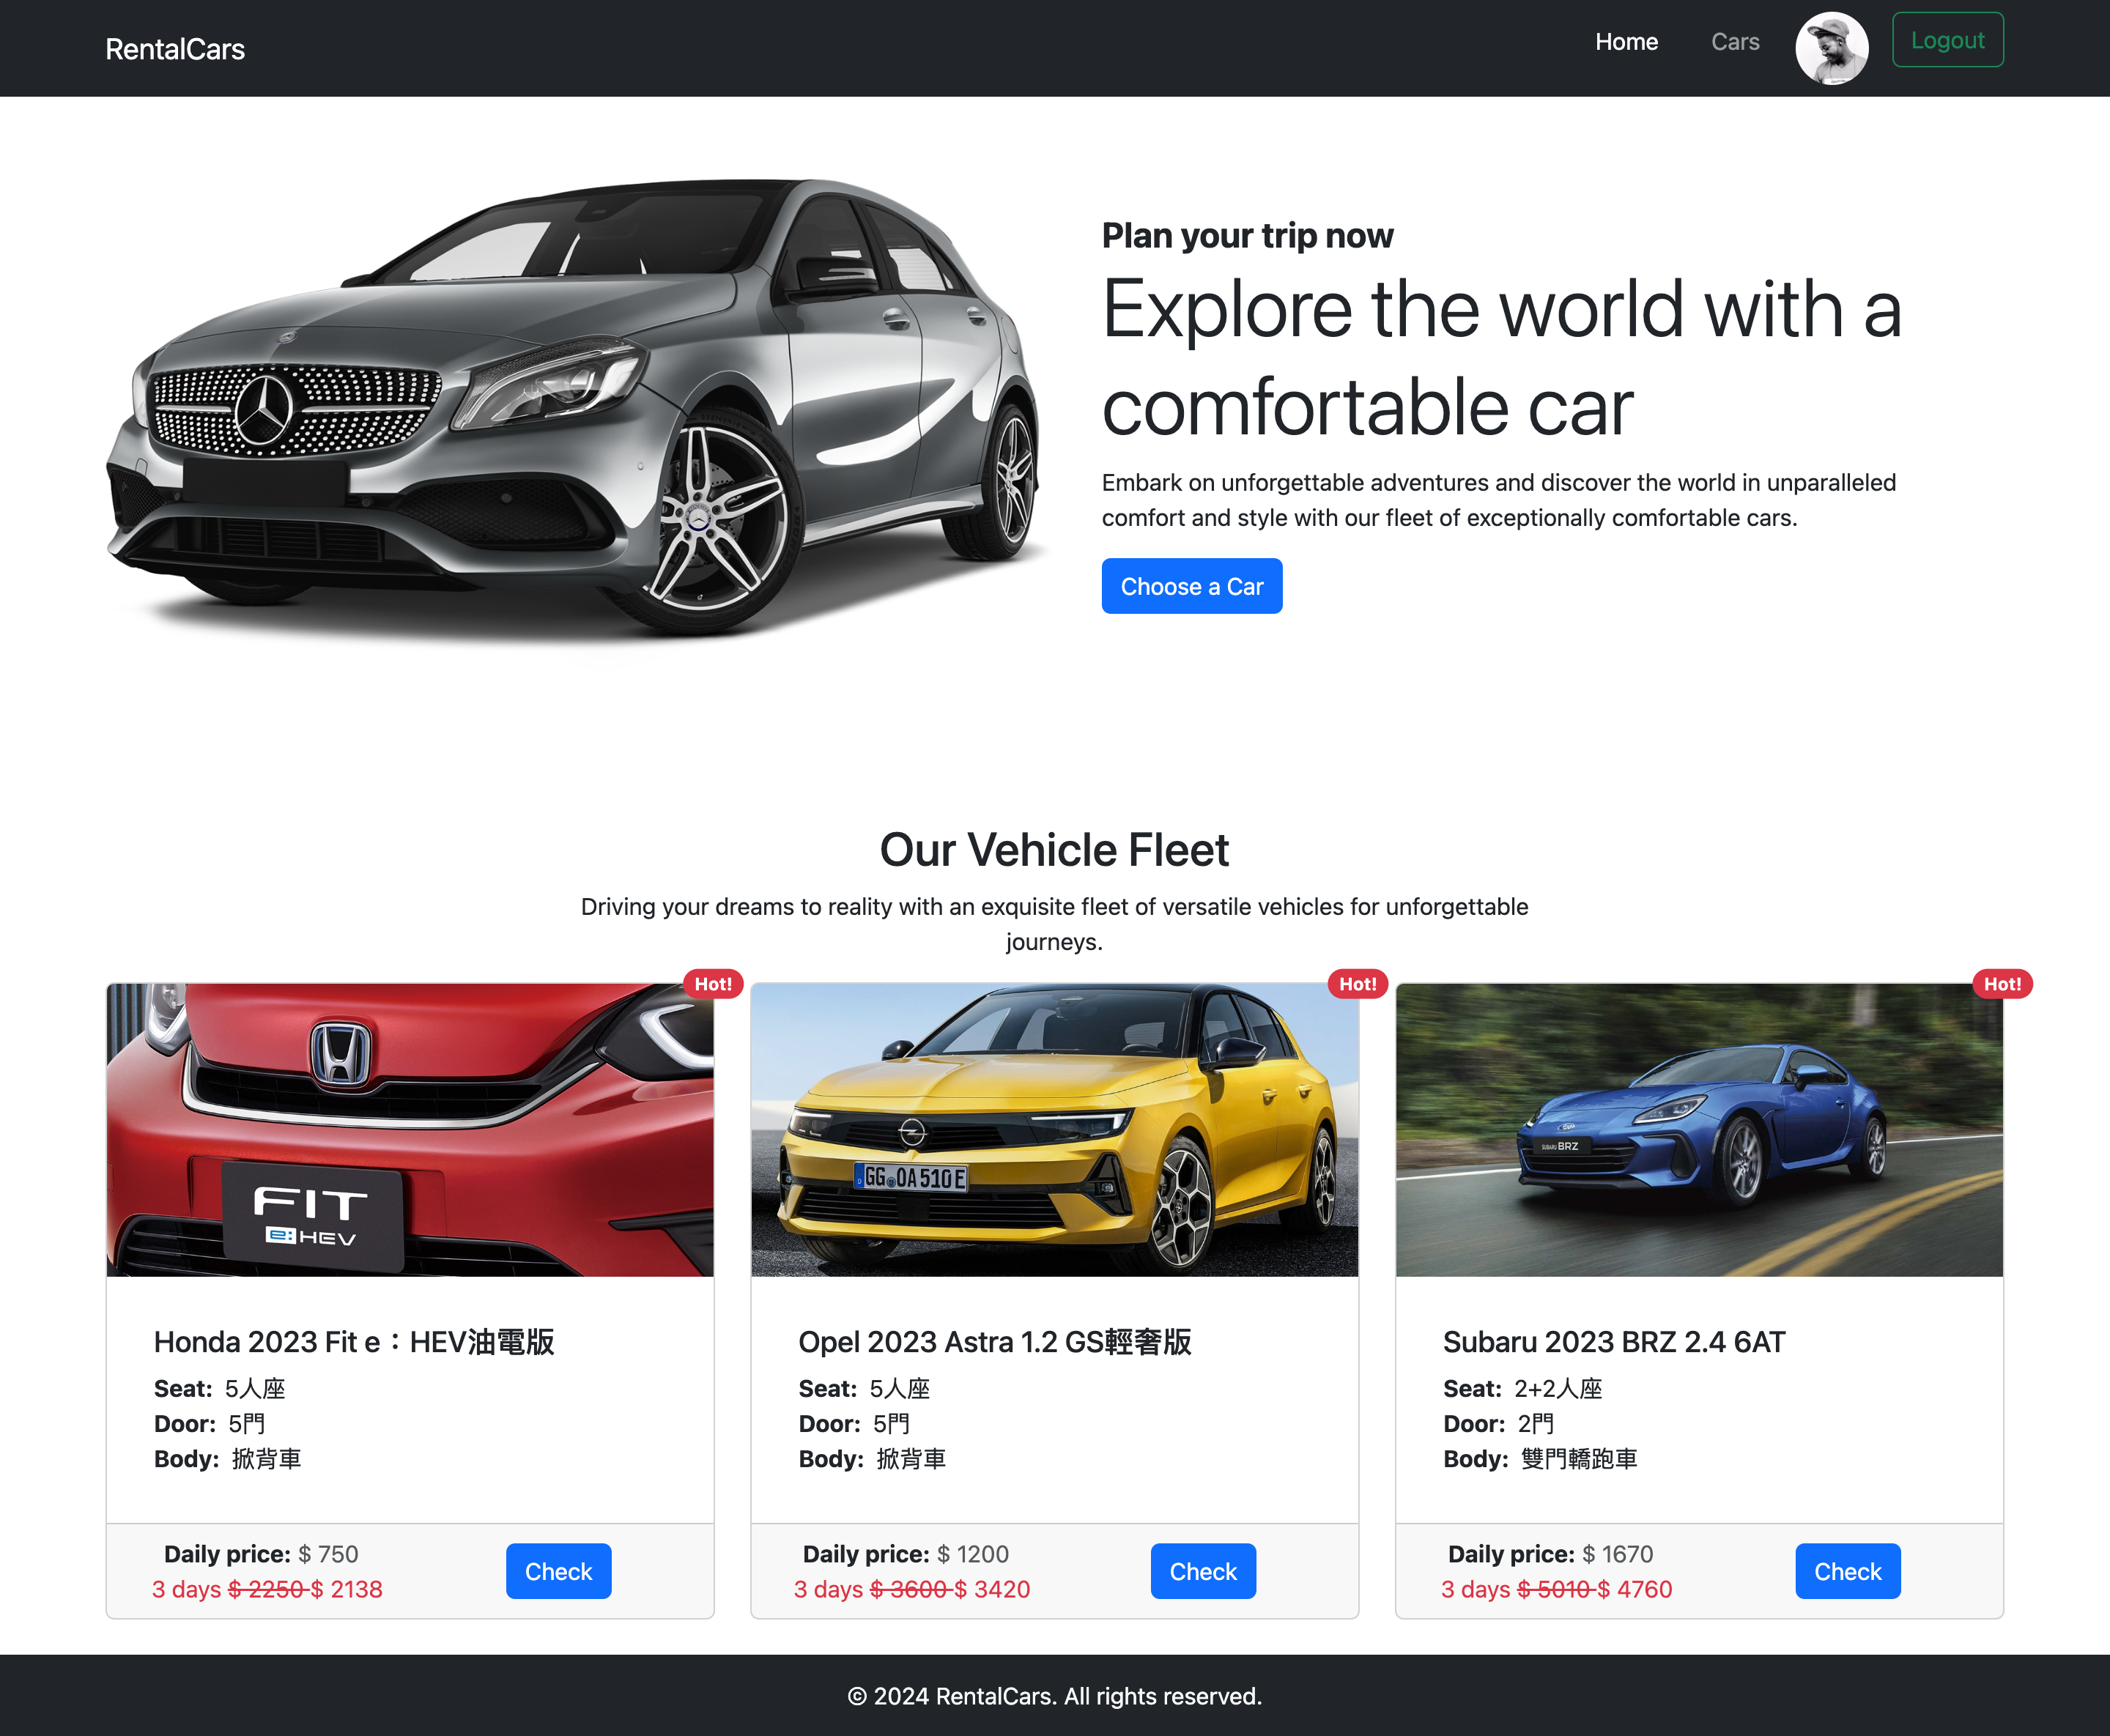 RentalCars
Home
Cars
Logout
Plan your trip now
Explore the world with a
comfortable car
Embark on unforgettable adventures and discover the world in unparalleled
comfort and style with our fleet of exceptionally comfortable cars.
Choose a Car
Our Vehicle Fleet
Driving your dreams to reality with an exquisite fleet of versatile vehicles for unforgettable
journeys.
Hot!
FIT
e:HEV
Honda 2023 Fit e：HEV油電版
Seat: 5人座
Door: 5門
Body: 掀背車
Daily price: $ 750
3 days $ 2250 $ 2138
Check
Hot!
GG OA 510 E
Opel 2023 Astra 1.2 GS輕奢版
Seat: 5人座
Door: 5門
Body: 掀背車
Daily price: $ 1200
3 days $ 3600 $ 3420
Check
Hot!
SUBARU BRZ
Subaru 2023 BRZ 2.4 6AT
Seat: 2+2人座
Door: 2門
Body: 雙門轎跑車
Daily price: $ 1670
3 days $ 5010 $ 4760
Check
© 2024 RentalCars. All rights reserved.